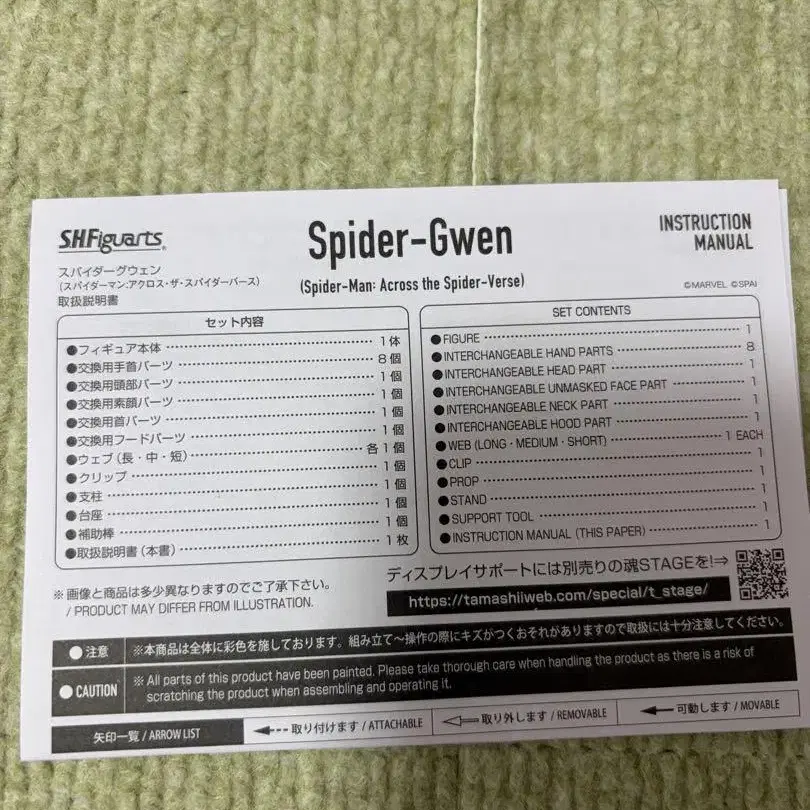 S.H.Figuarts
Spider-Gwen
INSTRUCTION
MANUAL
スパイダーグウェン
(スパイダーマン:アクロス・ザ・スパイダーバース)
取扱説明書
(Spider-Man: Across the Spider-Verse)
©MARVEL ©SPAI
セット内容
●フィギュア本体 1体
●交換用手首パーツ 8個
●交換用頭部パーツ 1個
●交換用素顔パーツ 1個
●交換用首パーツ 1個
●交換用フードパーツ 1個
●ウェブ(長・中・短) 各1個
●クリップ 1個
●支柱 1個
●台座 1個
●補助棒 1個
●取扱説明書(本書) 1枚
SET CONTENTS
●FIGURE 1
●INTERCHANGEABLE HAND PARTS 8
●INTERCHANGEABLE HEAD PART 1
●INTERCHANGEABLE UNMASKED FACE PART 1
●INTERCHANGEABLE NECK PART 1
●INTERCHANGEABLE HOOD PART 1
●WEB (LONG・MEDIUM・SHORT) 1 EACH
●CLIP 1
●PROP 1
●STAND 1
●SUPPORT TOOL 1
●INSTRUCTION MANUAL (THIS PAPER) 1
※画像と商品は多少異なりますのでご了承下さい。
/ PRODUCT MAY DIFFER FROM ILLUSTRATION.
ディスプレイサポートには別売りの魂STAGEを!→
https://tamashiiweb.com/special/t_stage/
●注意 ※本商品は全体に彩色を施しております。組み立て〜操作の際にキズがつくおそれがありますので取扱には十分注意してください。
●CAUTION ※All parts of this product have been painted. Please take thorough care when handling the product as there is a risk of
scratching the product when assembling and operating it.
矢印一覧 / ARROW LIST 取り付けます / ATTACHABLE 取り外します / REMOVABLE 可動します / MOVABLE